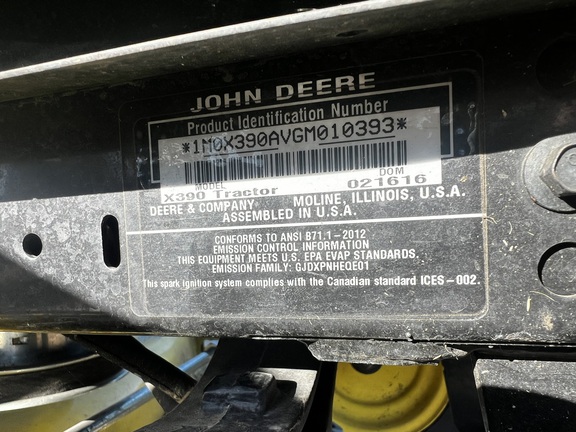 JOHN DEERE
Product Identification Number
*1M0X390AVGM010393*
MODEL DOM
X390 Tractor 021616
DEERE & COMPANY MOLINE, ILLINOIS, U.S.A.
ASSEMBLED IN U.S.A.
CONFORMS TO ANSI B71.1-2012
EMISSION CONTROL INFORMATION
THIS EQUIPMENT MEETS U.S. EPA EVAP STANDARDS.
EMISSION FAMILY: GJDXPNHEQE01
This spark ignition system complies with the Canadian standard ICES-002.